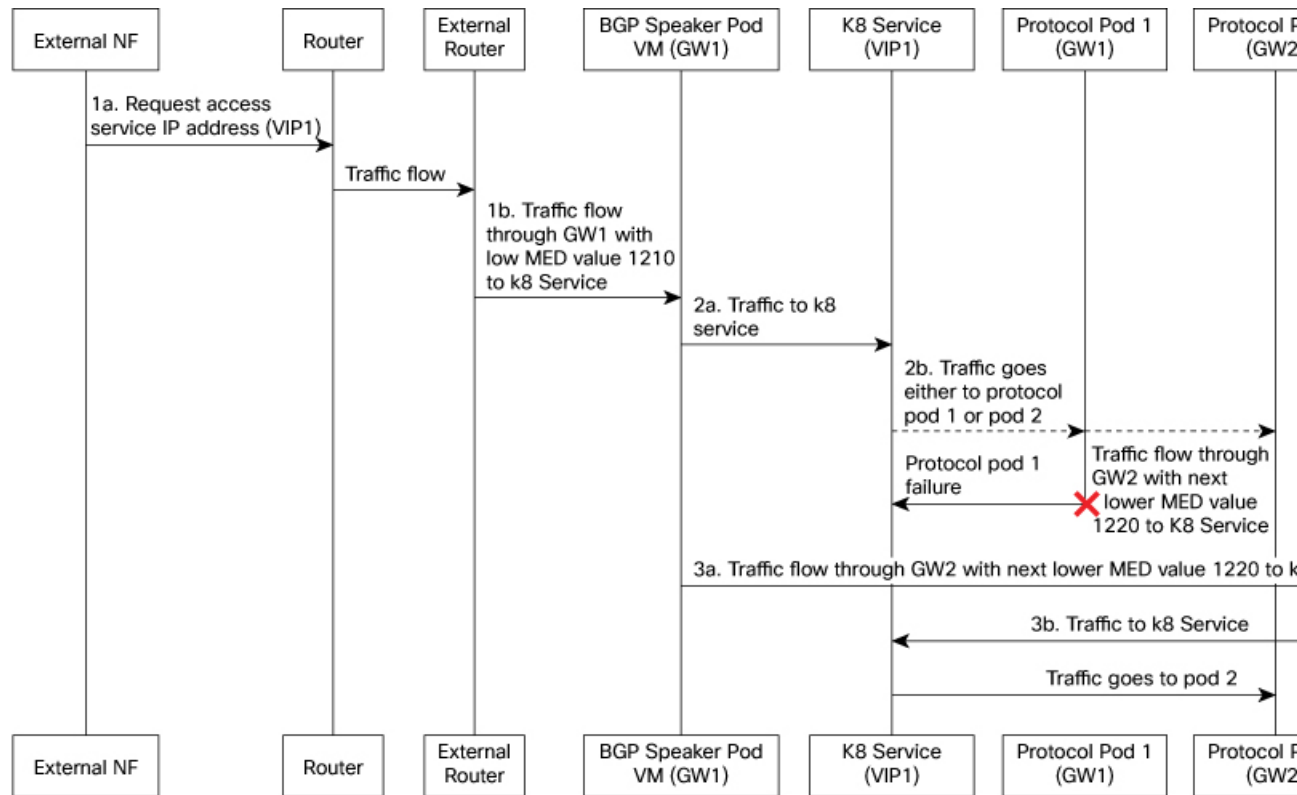 External NF
Router
External
Router
BGP Speaker Pod
VM (GW1)
K8 Service
(VIP1)
Protocol Pod 1
(GW1)
Protocol
(GW2
1a. Request access
service IP address (VIP1)
Traffic flow
1b. Traffic flow
through GW1 with
low MED value 1210
to k8 Service
2a. Traffic to k8
service
2b. Traffic goes
either to protocol
pod 1 or pod 2
Protocol pod 1
failure
Traffic flow through
GW2 with next
lower MED value
1220 to K8 Service
3a. Traffic flow through GW2 with next lower MED value 1220 to
3b. Traffic to k8 Service
Traffic goes to pod 2
External NF
Router
External
Router
BGP Speaker Pod
VM (GW1)
K8 Service
(VIP1)
Protocol Pod 1
(GW1)
Protocol
(GW2